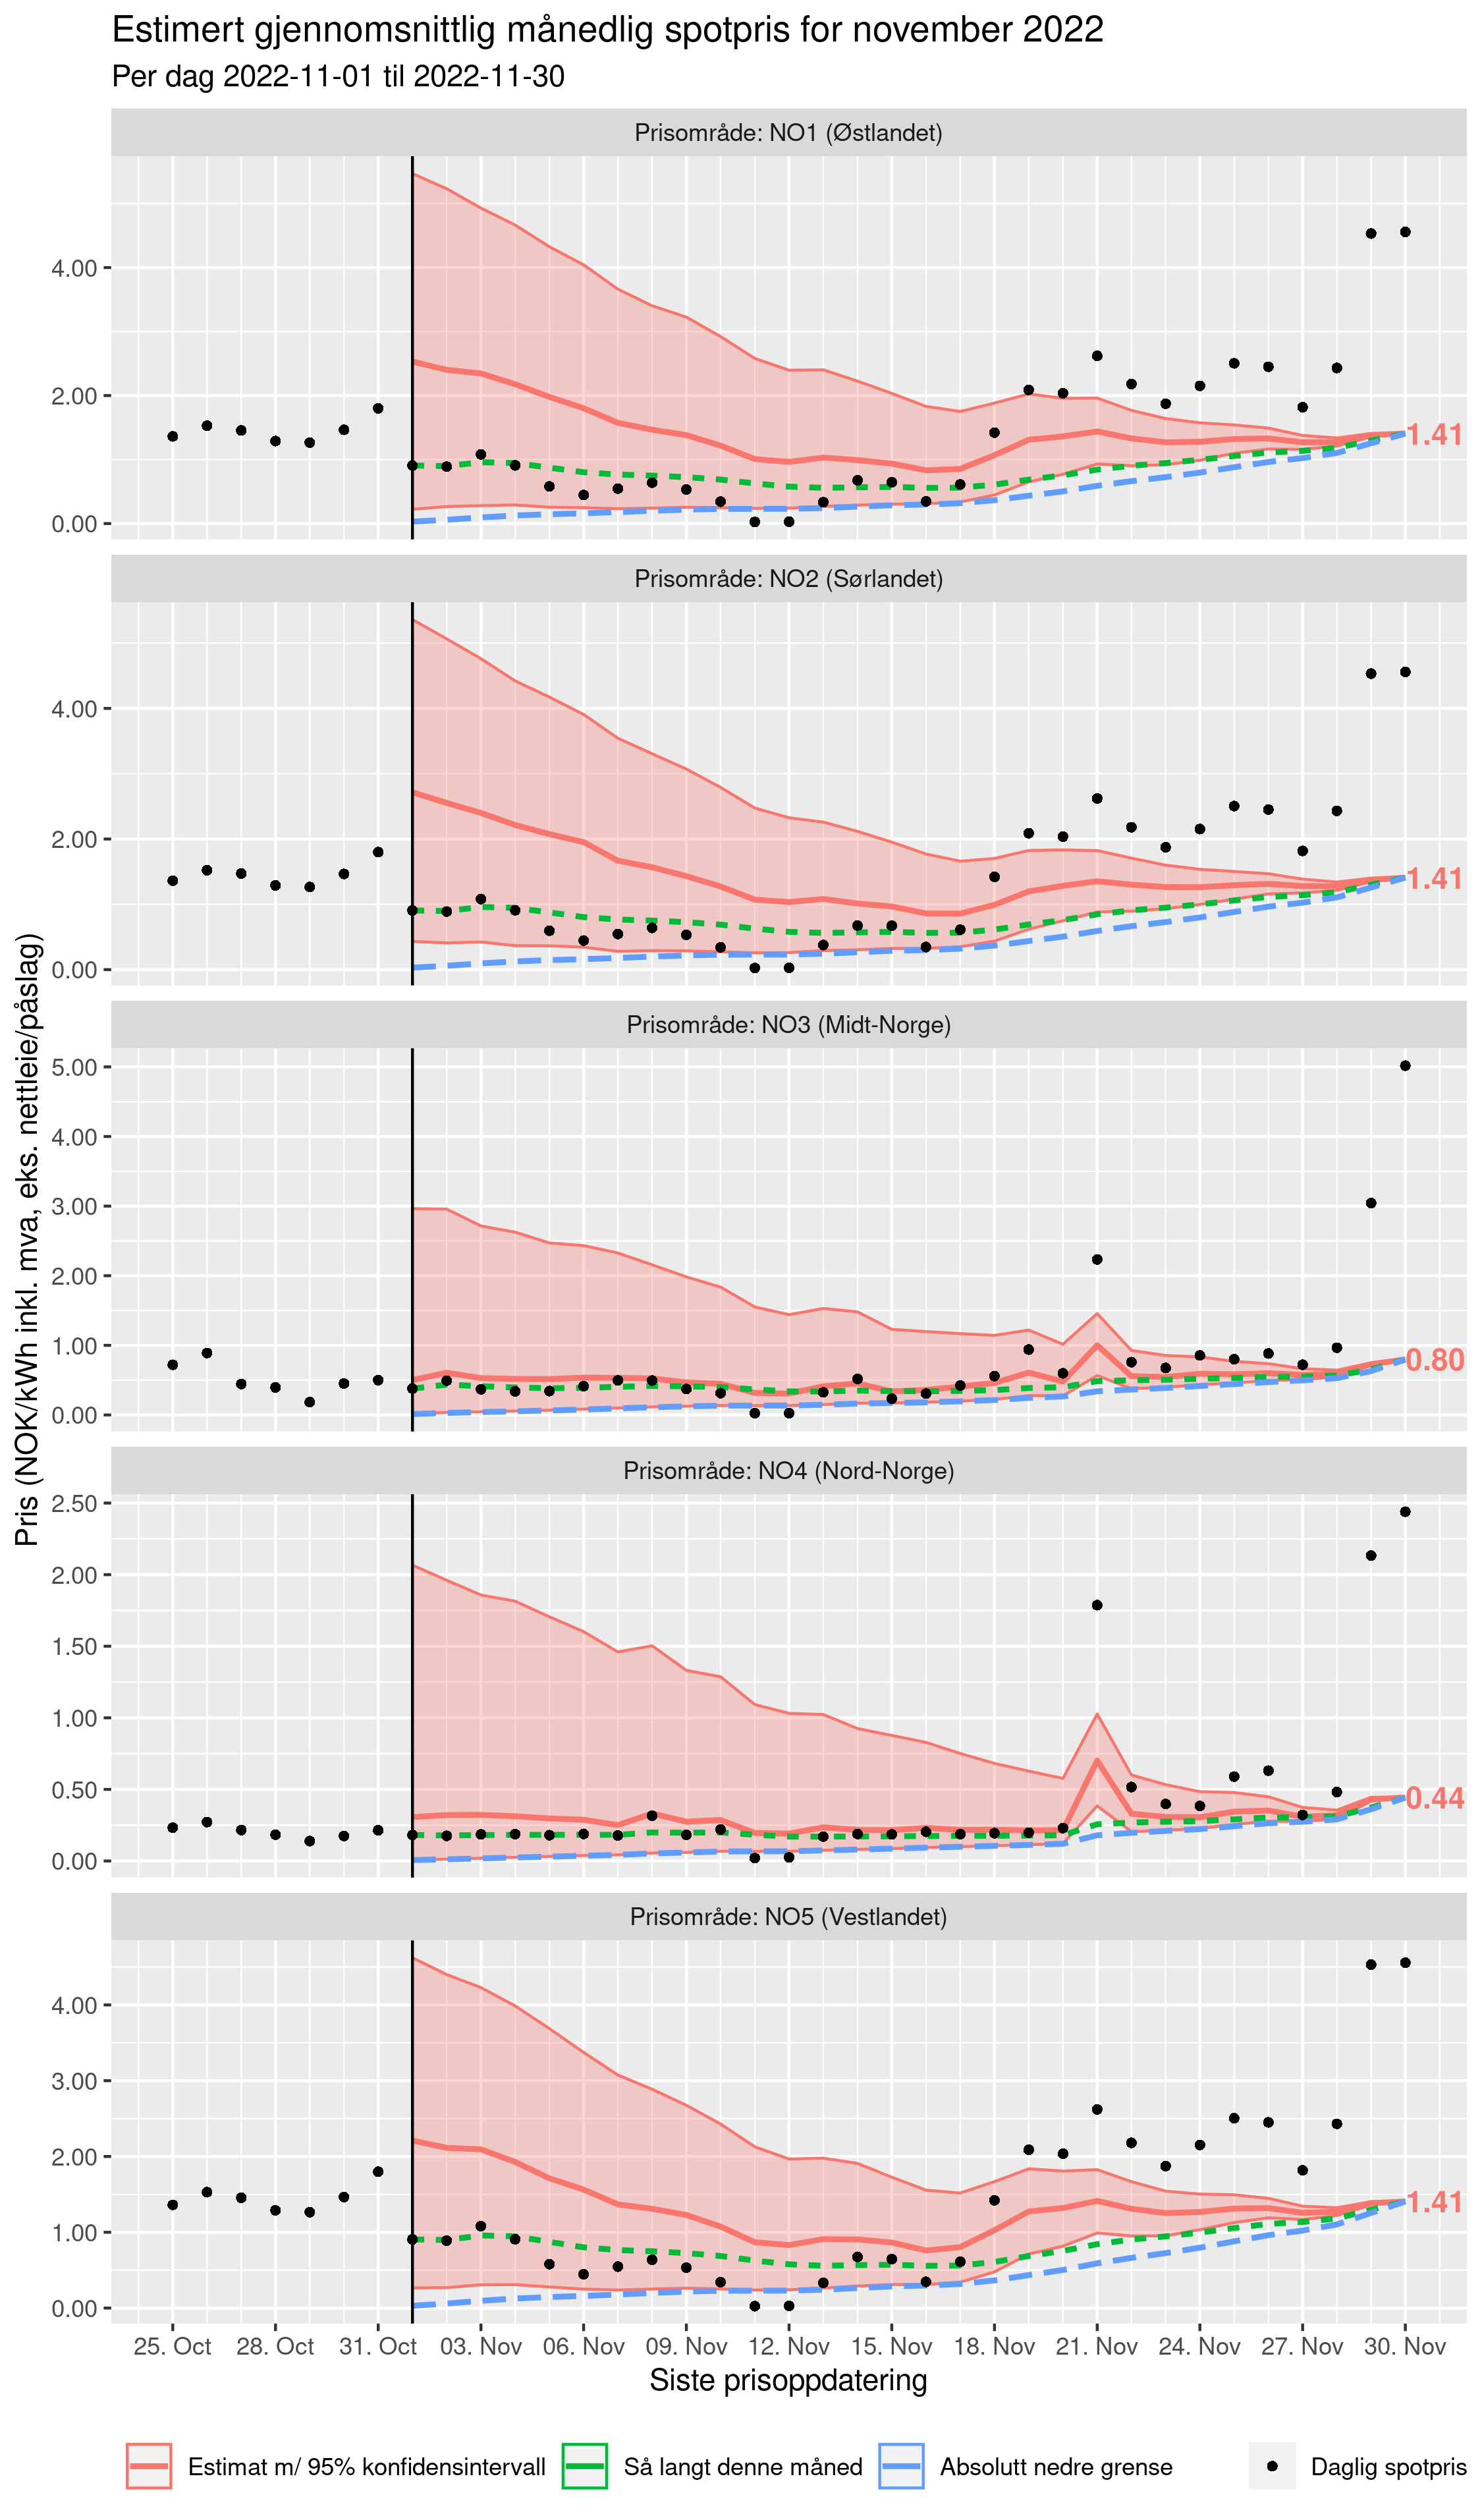 Estimert gjennomsnittlig månedlig spotpris for november 2022
Per dag 2022-11-01 til 2022-11-30
Pris (NOK/kWh inkl. mva, eks. nettleie/påslag)
Prisområde: NO1 (Østlandet)
4.00
2.00
0.00
1.41
Prisområde: NO2 (Sørlandet)
4.00
2.00
0.00
1.41
Prisområde: NO3 (Midt-Norge)
5.00
4.00
3.00
2.00
1.00
0.00
0.80
Prisområde: NO4 (Nord-Norge)
2.50
2.00
1.50
1.00
0.50
0.00
0.44
Prisområde: NO5 (Vestlandet)
4.00
3.00
2.00
1.00
0.00
1.41
25. Oct 28. Oct 31. Oct 03. Nov 06. Nov 09. Nov 12. Nov 15. Nov 18. Nov 21. Nov 24. Nov 27. Nov 30. Nov
Siste prisoppdatering
Estimat m/ 95% konfidensintervall Så langt denne måned Absolutt nedre grense Daglig spotpris